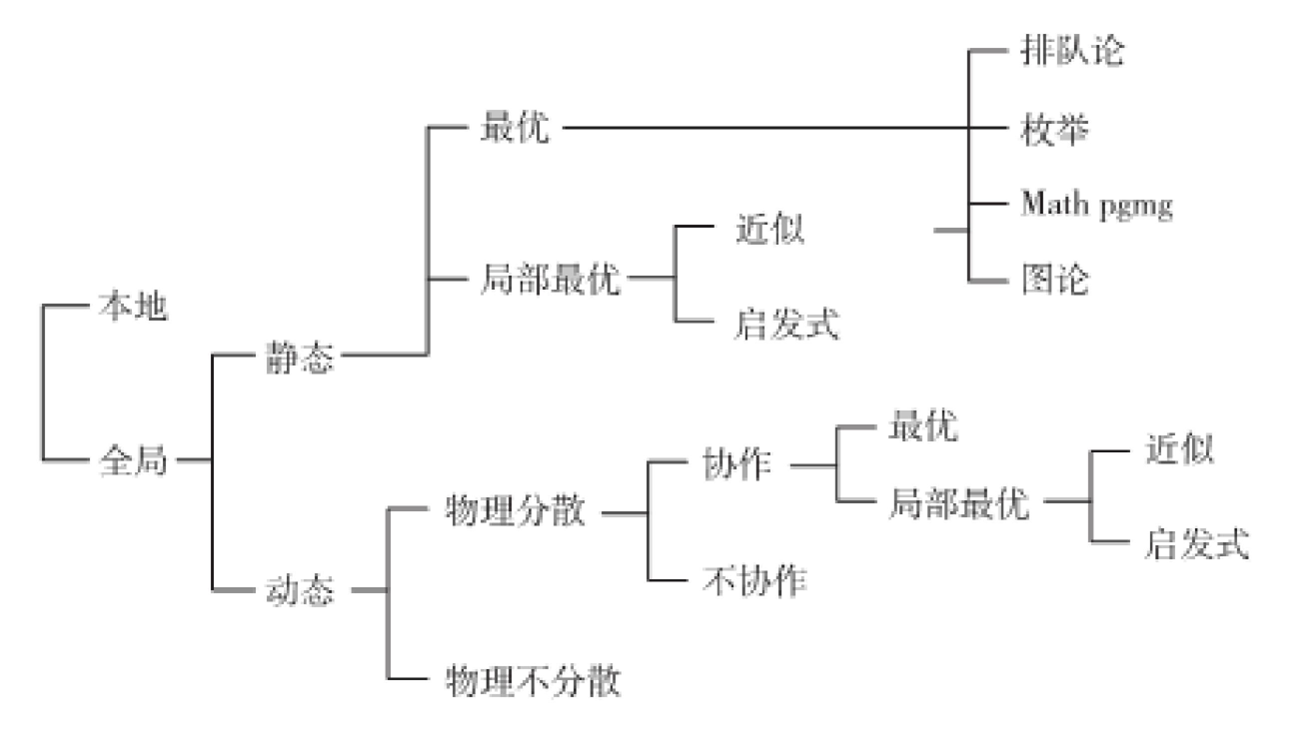 排队论
最优
枚举
Math pgmg
近似
局部最优
图论
启发式
本地
静态
全局
最优
协作
近似
局部最优
物理分散
启发式
不协作
动态
物理不分散